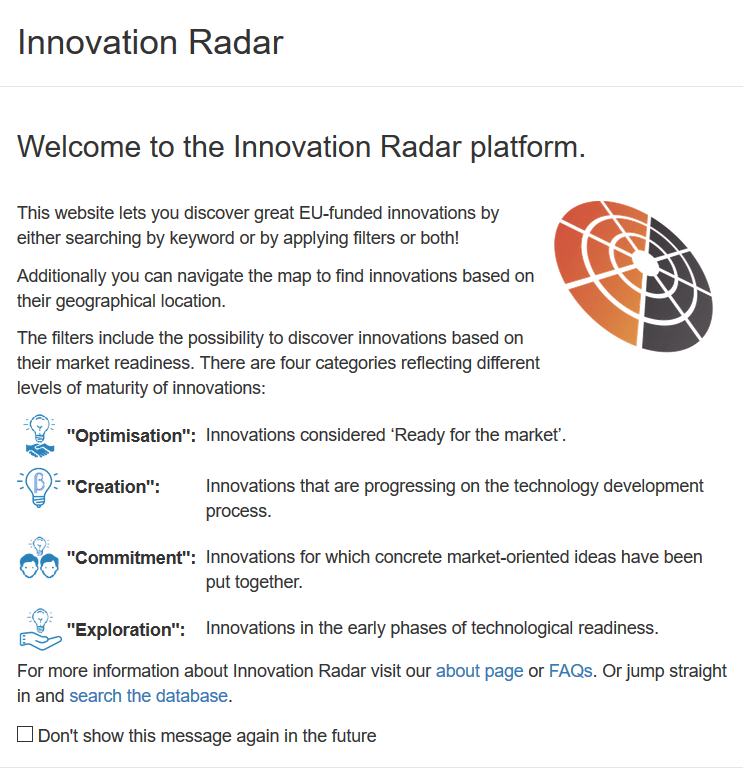 Innovation Radar
Welcome to the Innovation Radar platform.
This website lets you discover great EU-funded innovations by
either searching by keyword or by applying filters or both!
Additionally you can navigate the map to find innovations based on
their geographical location.
The filters include the possibility to discover innovations based on
their market readiness. There are four categories reflecting different
levels of maturity of innovations:
"Optimisation": Innovations considered ‘Ready for the market’.
β
"Creation": Innovations that are progressing on the technology development
process.
"Commitment": Innovations for which concrete market-oriented ideas have been
put together.
"Exploration": Innovations in the early phases of technological readiness.
For more information about Innovation Radar visit our about page or FAQs. Or jump straight
in and search the database.
Don't show this message again in the future